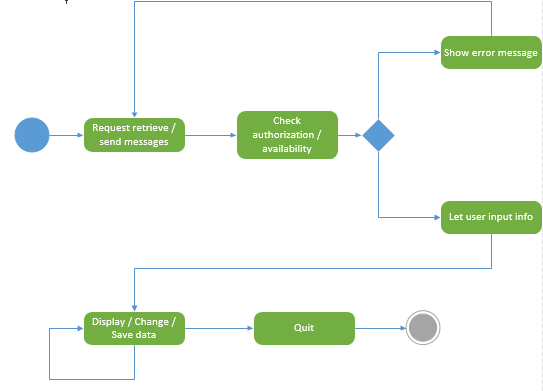 Show error message
Request retrieve /
send messages
Check
authorization /
availability
Let user input info
Display / Change /
Save data
Quit